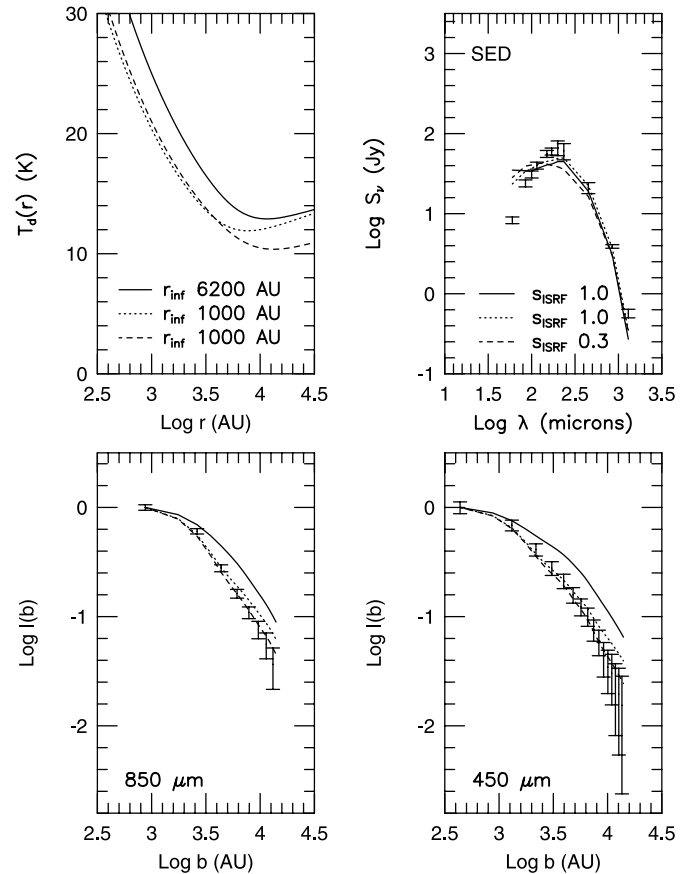 30
20
10
0
T_d(r) (K)
r_inf 6200 AU
r_inf 1000 AU
r_inf 1000 AU
2.5 3 3.5 4 4.5
Log r (AU)
SED
3
2
1
0
-1
Log S_ν (Jy)
s_ISRF 1.0
s_ISRF 1.0
s_ISRF 0.3
1 1.5 2 2.5 3 3.5
Log λ (microns)
0
-1
-2
Log I(b)
850 μm
2.5 3 3.5 4 4.5
Log b (AU)
0
-1
-2
Log I(b)
450 μm
2.5 3 3.5 4 4.5
Log b (AU)